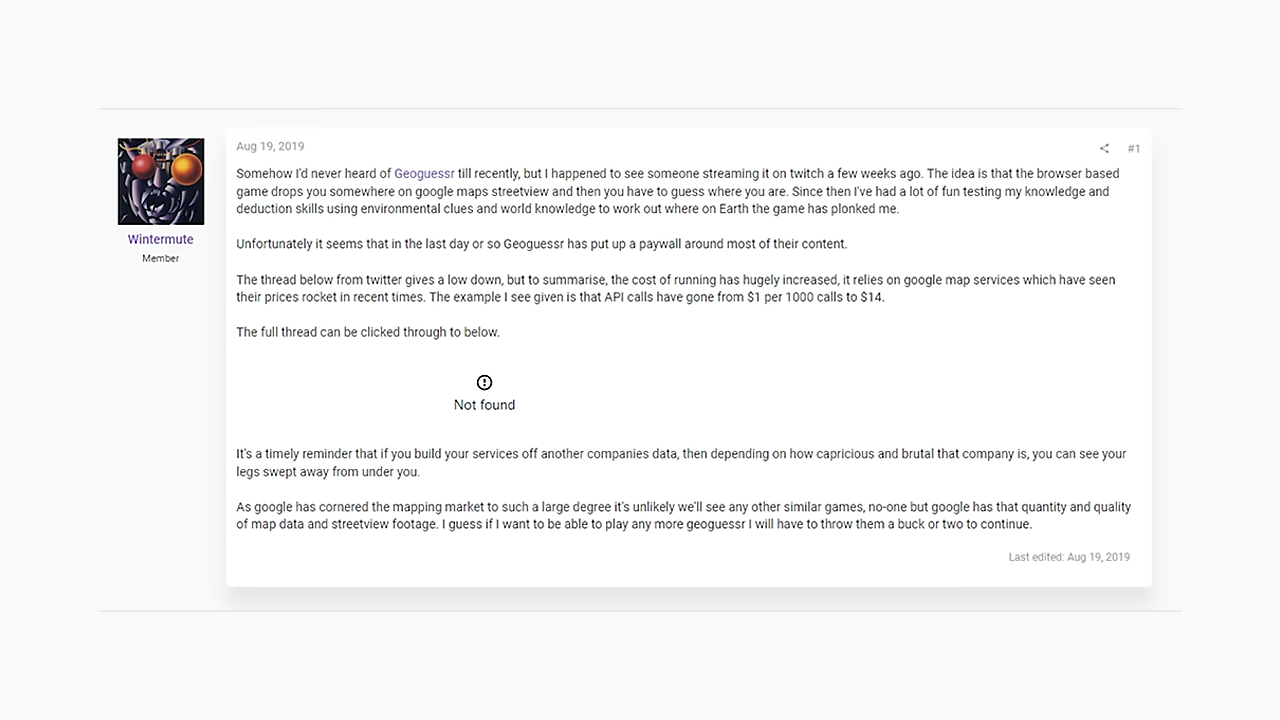 Aug 19, 2019
#1
Somehow I'd never heard of Geoguessr till recently, but I happened to see someone streaming it on twitch a few weeks ago. The idea is that the browser based
game drops you somewhere on google maps streetview and then you have to guess where you are. Since then I've had a lot of fun testing my knowledge and
deduction skills using environmental clues and world knowledge to work out where on Earth the game has plonked me.
Wintermute
Member
Unfortunately it seems that in the last day or so Geoguessr has put up a paywall around most of their content.
The thread below from twitter gives a low down, but to summarise, the cost of running has hugely increased, it relies on google map services which have seen
their prices rocket in recent times. The example I see given is that API calls have gone from $1 per 1000 calls to $14.
The full thread can be clicked through to below.
Not found
It's a timely reminder that if you build your services off another companies data, then depending on how capricious and brutal that company is, you can see your
legs swept away from under you.
As google has cornered the mapping market to such a large degree it's unlikely we'll see any other similar games, no-one but google has that quantity and quality
of map data and streetview footage. I guess if I want to be able to play any more geoguessr I will have to throw them a buck or two to continue.
Last edited: Aug 19, 2019